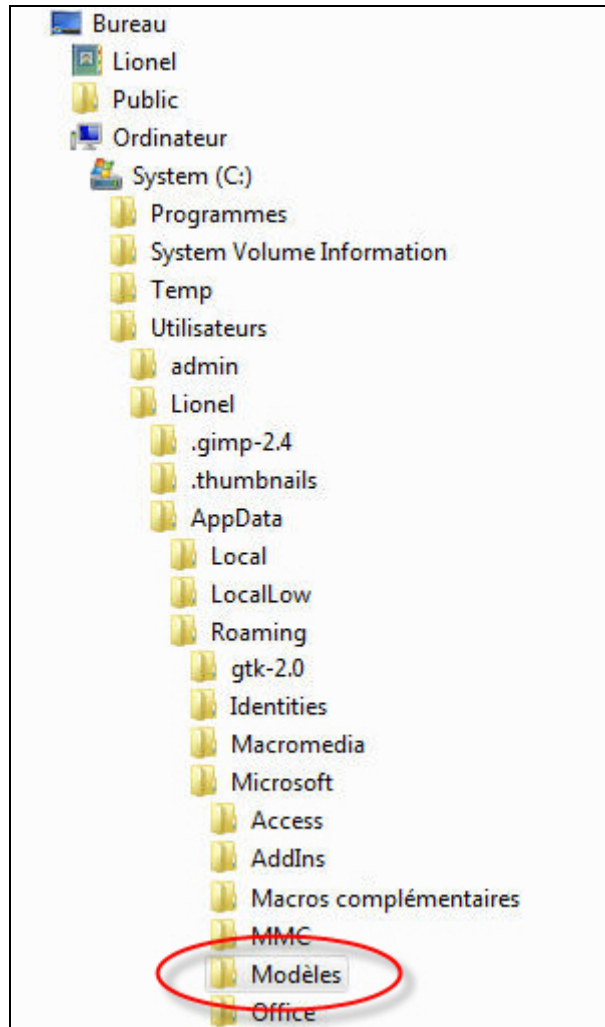 Bureau
Lionel
Public
Ordinateur
System (C:)
Programmes
System Volume Information
Temp
Utilisateurs
admin
Lionel
.gimp-2.4
.thumbnails
AppData
Local
LocalLow
Roaming
gtk-2.0
Identities
Macromedia
Microsoft
Access
AddIns
Macros complémentaires
MMC
Modèles
Office